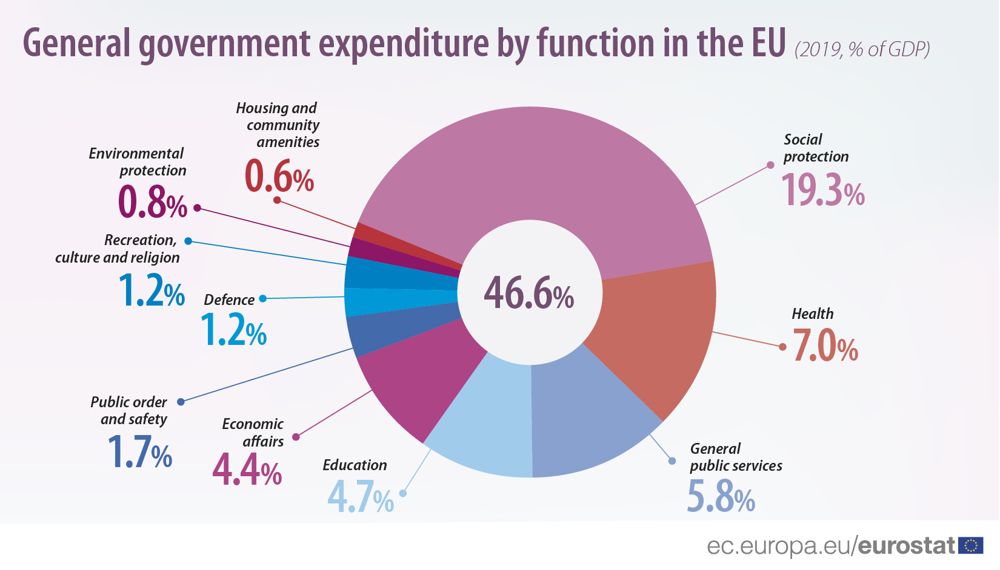 General government expenditure by function in the EU (2019, % of GDP)
Housing and
community
amenities
0.6%
Environmental
protection
0.8%
Recreation,
culture and religion
1.2%
Defence
1.2%
Public order
and safety
1.7%
Economic
affairs
4.4%
Education
4.7%
46.6%
Social
protection
19.3%
Health
7.0%
General
public services
5.8%
ec.europa.eu/eurostat